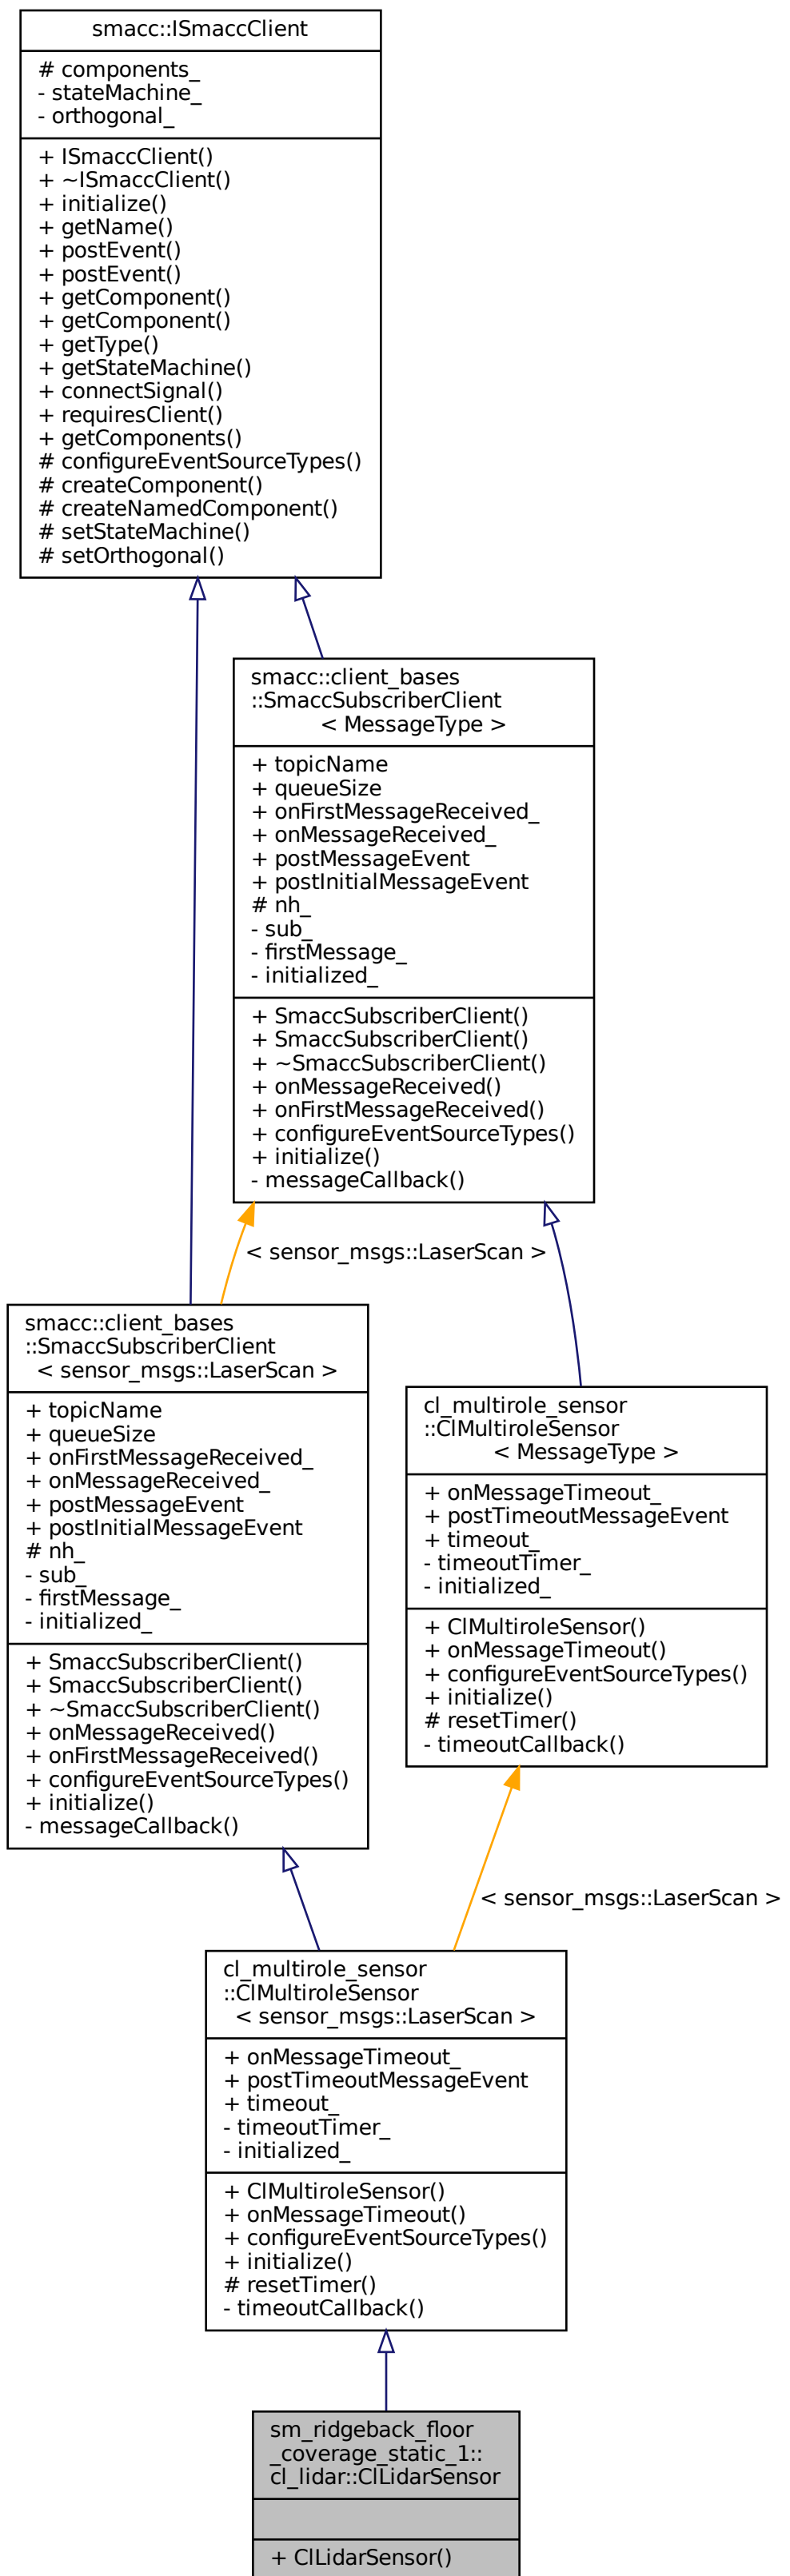 smacc::ISmaccClient
# components_
- stateMachine_
- orthogonal_
+ ISmaccClient()
+ ~ISmaccClient()
+ initialize()
+ getName()
+ postEvent()
+ postEvent()
+ getComponent()
+ getComponent()
+ getType()
+ getStateMachine()
+ connectSignal()
+ requiresClient()
+ getComponents()
# configureEventSourceTypes()
# createComponent()
# createNamedComponent()
# setStateMachine()
# setOrthogonal()
smacc::client_bases
::SmaccSubscriberClient
< MessageType >
+ topicName
+ queueSize
+ onFirstMessageReceived_
+ onMessageReceived_
+ postMessageEvent
+ postInitialMessageEvent
# nh_
- sub_
- firstMessage_
- initialized_
+ SmaccSubscriberClient()
+ SmaccSubscriberClient()
+ ~SmaccSubscriberClient()
+ onMessageReceived()
+ onFirstMessageReceived()
+ configureEventSourceTypes()
+ initialize()
- messageCallback()
< sensor_msgs::LaserScan >
smacc::client_bases
::SmaccSubscriberClient
< sensor_msgs::LaserScan >
+ topicName
+ queueSize
+ onFirstMessageReceived_
+ onMessageReceived_
+ postMessageEvent
+ postInitialMessageEvent
# nh_
- sub_
- firstMessage_
- initialized_
+ SmaccSubscriberClient()
+ SmaccSubscriberClient()
+ ~SmaccSubscriberClient()
+ onMessageReceived()
+ onFirstMessageReceived()
+ configureEventSourceTypes()
+ initialize()
- messageCallback()
cl_multirole_sensor
::ClMultiroleSensor
< MessageType >
+ onMessageTimeout_
+ postTimeoutMessageEvent
+ timeout_
- timeoutTimer_
- initialized_
+ ClMultiroleSensor()
+ onMessageTimeout()
+ configureEventSourceTypes()
+ initialize()
# resetTimer()
- timeoutCallback()
< sensor_msgs::LaserScan >
cl_multirole_sensor
::ClMultiroleSensor
< sensor_msgs::LaserScan >
+ onMessageTimeout_
+ postTimeoutMessageEvent
+ timeout_
- timeoutTimer_
- initialized_
+ ClMultiroleSensor()
+ onMessageTimeout()
+ configureEventSourceTypes()
+ initialize()
# resetTimer()
- timeoutCallback()
sm_ridgeback_floor
_coverage_static_1::
cl_lidar::ClLidarSensor
+ ClLidarSensor()